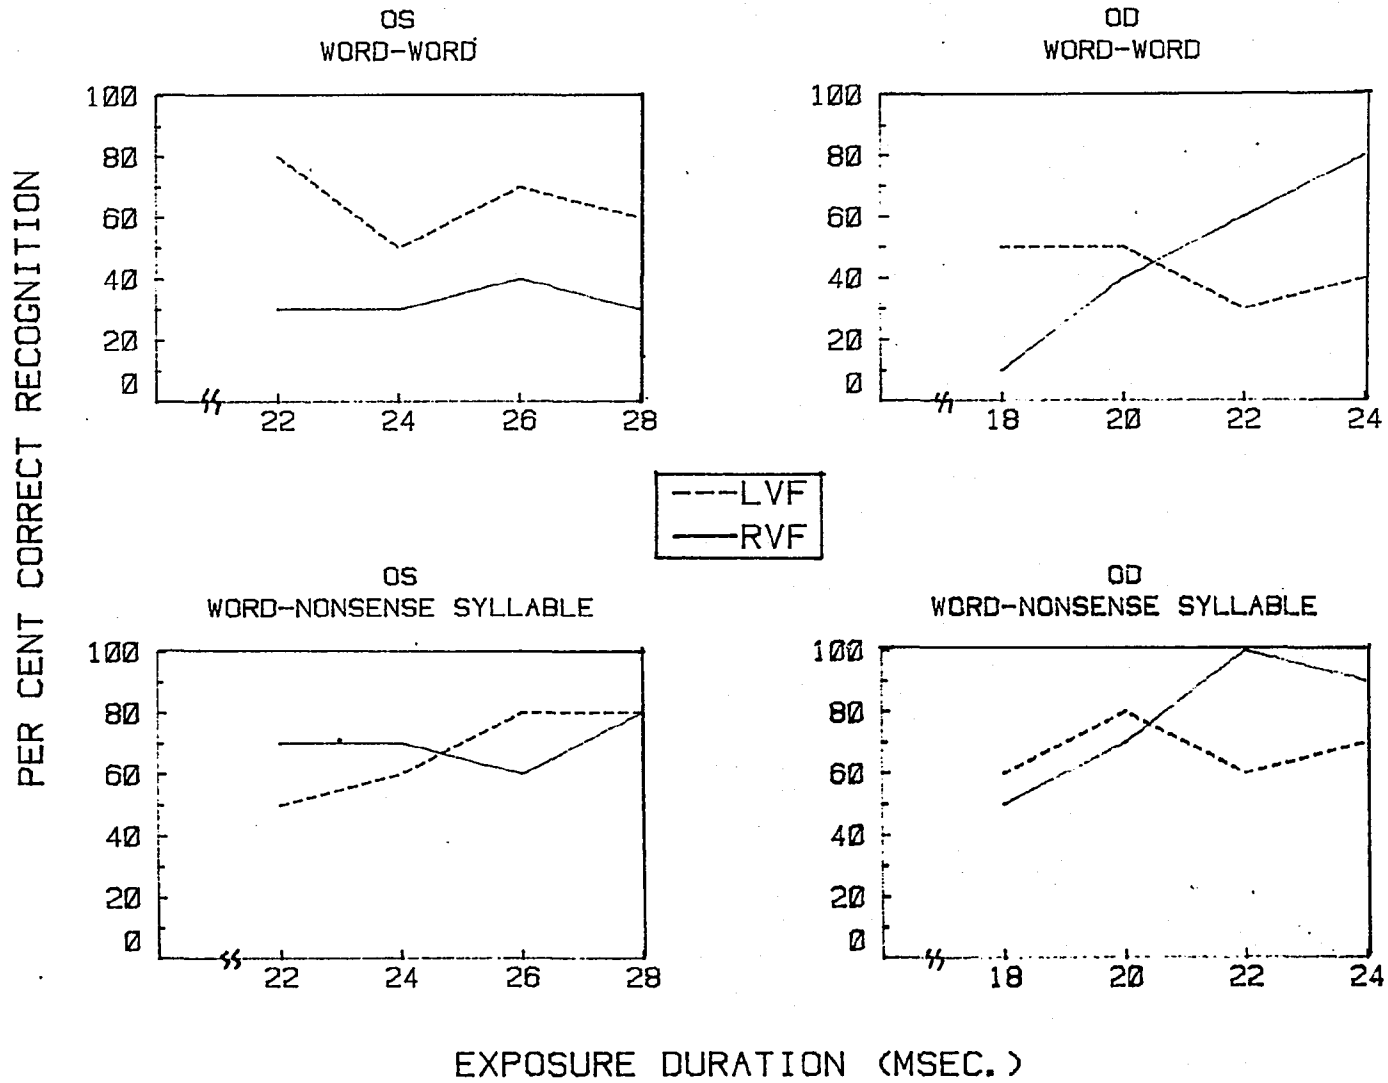 OS
WORD-WORD
OD
WORD-WORD
PER CENT CORRECT RECOGNITION
100
80
60
40
20
0
22 24 26 28
100
80
60
40
20
0
18 20 22 24
LVF
RVF
OS
WORD-NONSENSE SYLLABLE
OD
WORD-NONSENSE SYLLABLE
100
80
60
40
20
0
22 24 26 28
100
80
60
40
20
0
18 20 22 24
EXPOSURE DURATION (MSEC.)